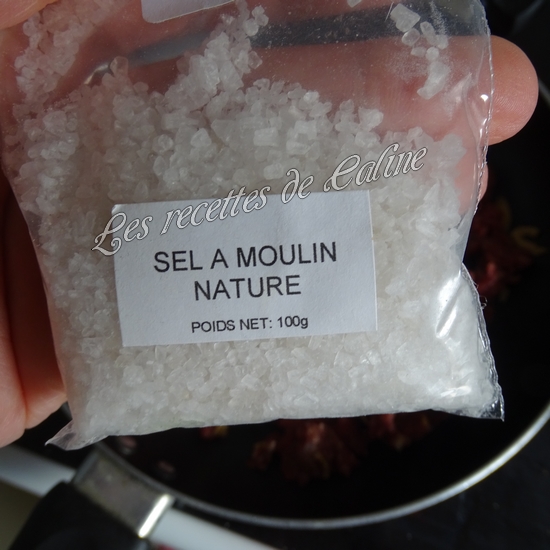 Les recettes de Caline
SEL A MOULIN
NATURE
POIDS NET: 100g